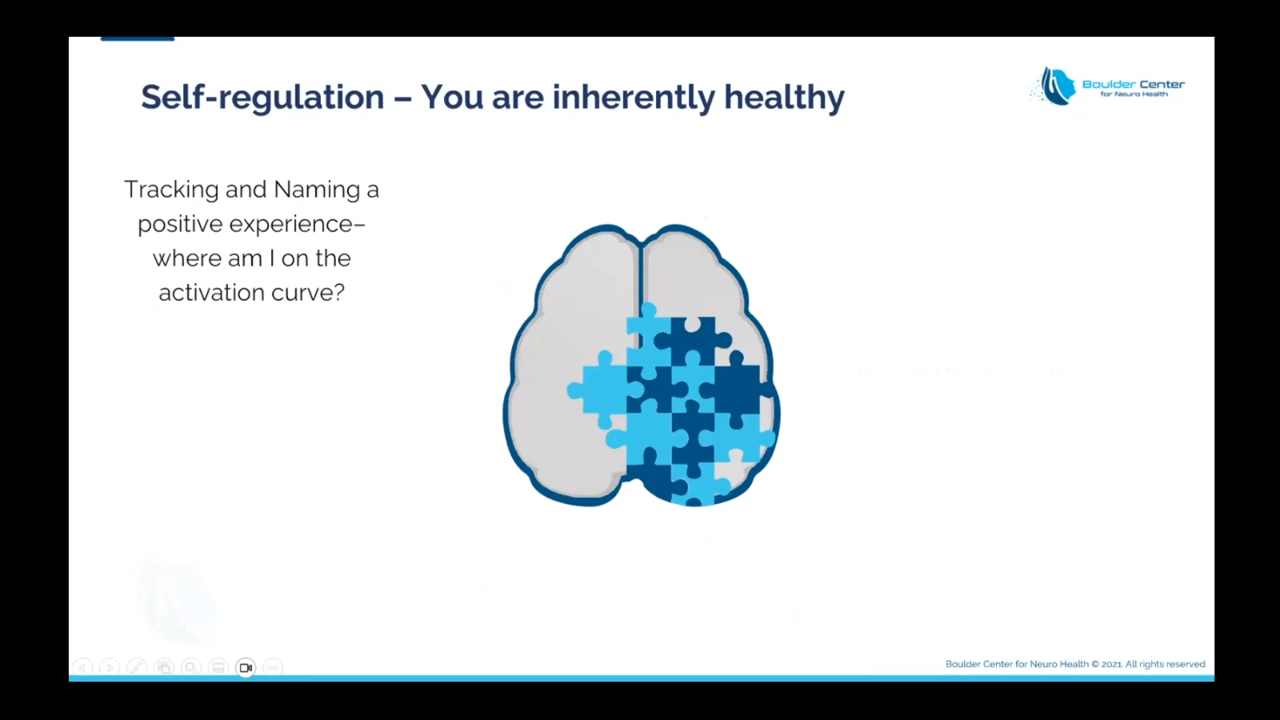 Self-regulation – You are inherently healthy
Boulder Center
for Neuro Health
Tracking and Naming a
positive experience–
where am I on the
activation curve?
Boulder Center for Neuro Health © 2021. All rights reserved